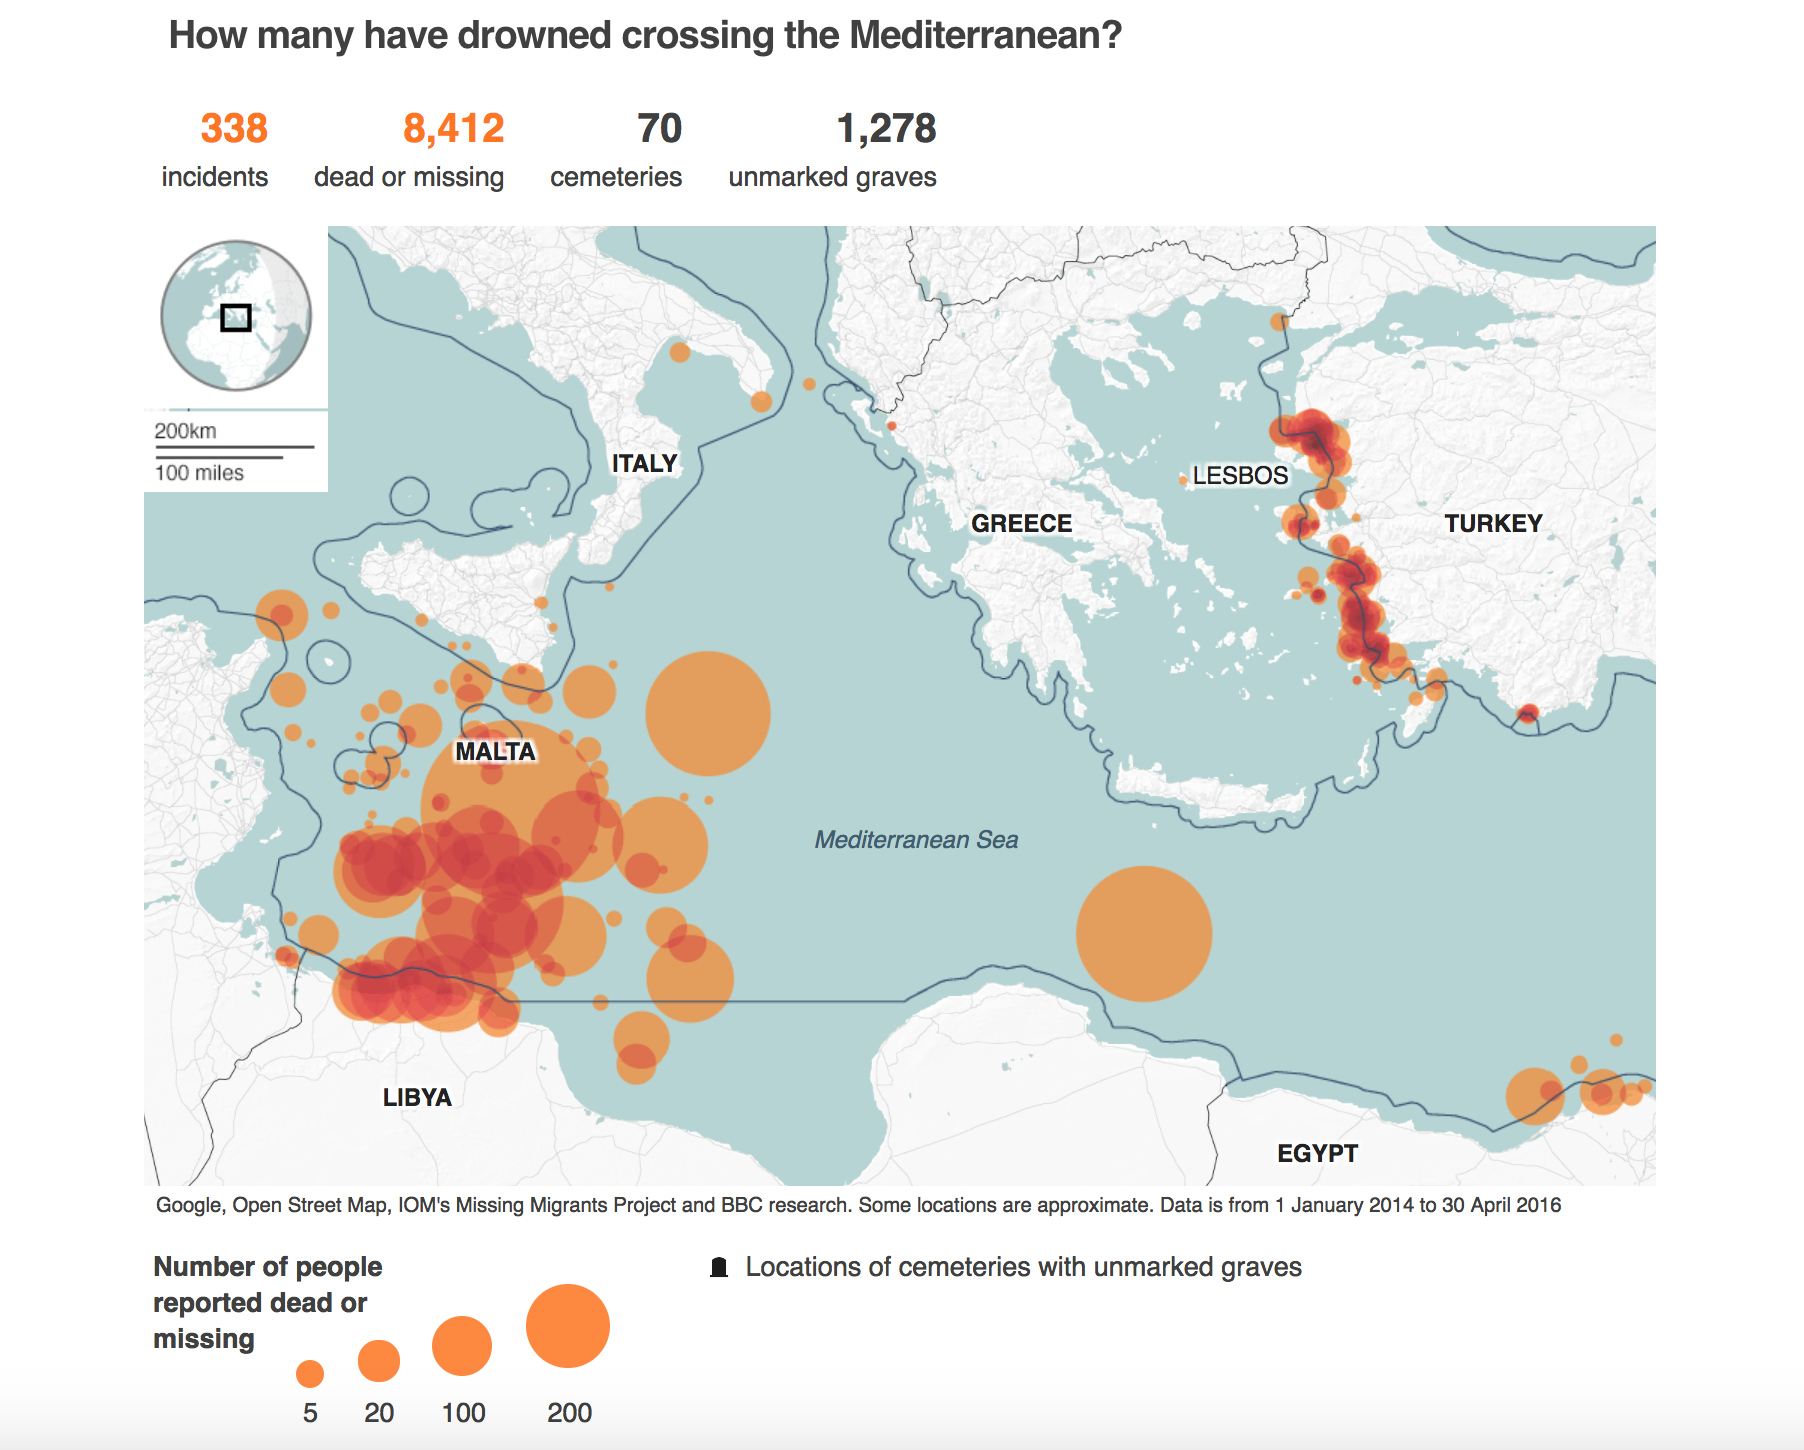 How many have drowned crossing the Mediterranean?
338
incidents
8,412
dead or missing
70
cemeteries
1,278
unmarked graves
200km
100 miles
ITALY
LESBOS
GREECE
TURKEY
MALTA
Mediterranean Sea
LIBYA
EGYPT
Google, Open Street Map, IOM's Missing Migrants Project and BBC research. Some locations are approximate. Data is from 1 January 2014 to 30 April 2016
Number of people
reported dead or
missing
5 20 100 200
Locations of cemeteries with unmarked graves